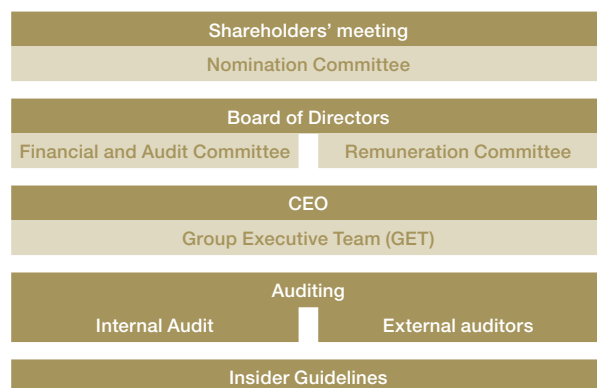 Shareholders’ meeting
Nomination Committee
Board of Directors
Financial and Audit Committee
Remuneration Committee
CEO
Group Executive Team (GET)
Auditing
Internal Audit
External auditors
Insider Guidelines